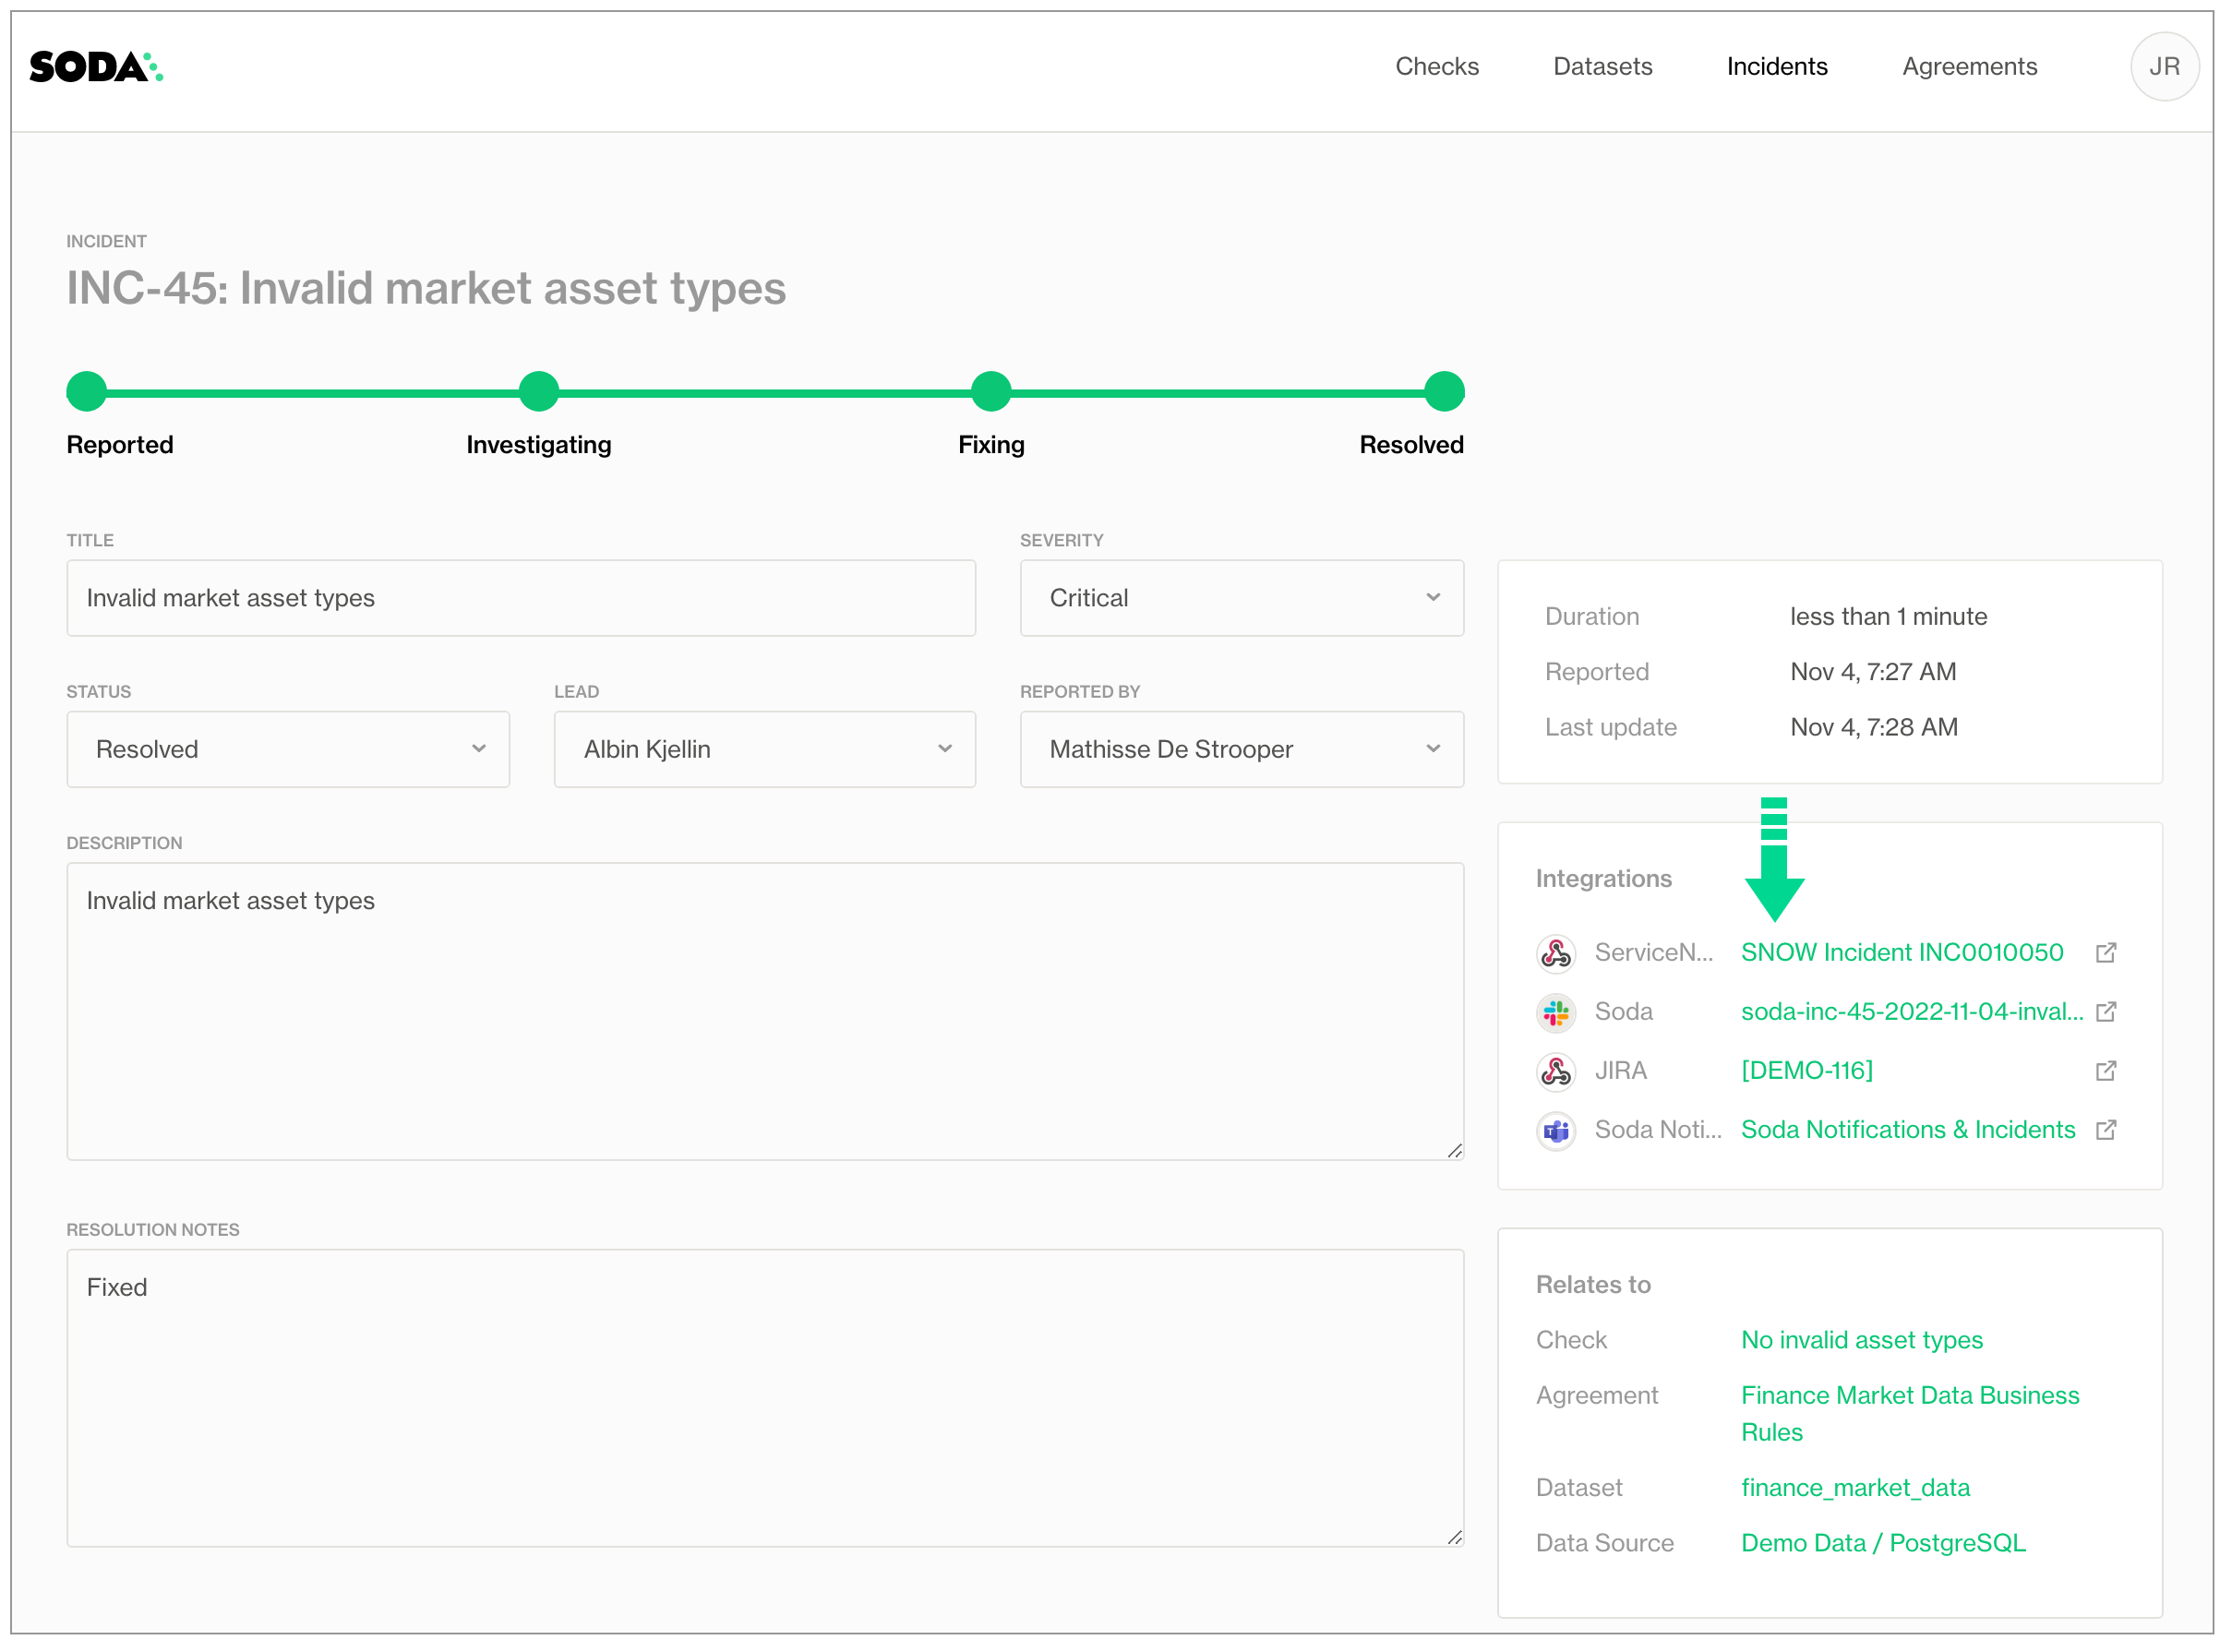 SODA
Checks Datasets Incidents Agreements JR
INCIDENT
INC-45: Invalid market asset types
Reported Investigating Fixing Resolved
TITLE
Invalid market asset types
SEVERITY
Critical
STATUS
Resolved
LEAD
Albin Kjellin
REPORTED BY
Mathisse De Strooper
DESCRIPTION
Invalid market asset types
RESOLUTION NOTES
Fixed
Duration less than 1 minute
Reported Nov 4, 7:27 AM
Last update Nov 4, 7:28 AM
Integrations
ServiceN... SNOW Incident INC0010050
Soda soda-inc-45-2022-11-04-inval...
JIRA [DEMO-116]
Soda Noti... Soda Notifications & Incidents
Relates to
Check No invalid asset types
Agreement Finance Market Data Business
Rules
Dataset finance_market_data
Data Source Demo Data / PostgreSQL